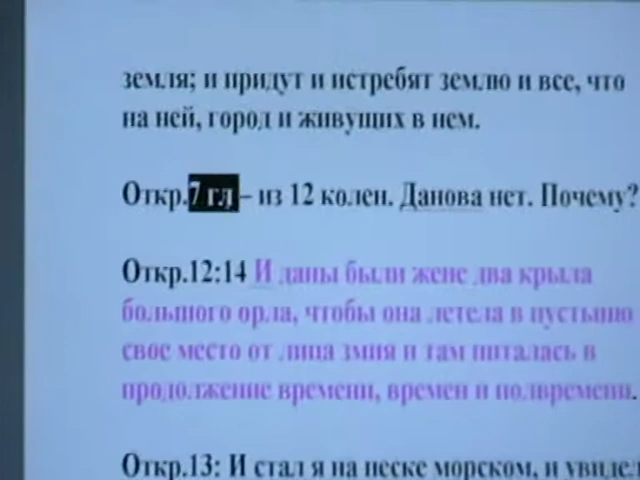 земля; и придут и истребят землю и все, что
на ней, город и живущих в нем.
Откр.7 гл – из 12 колен. Данова нет. Почему?
Откр.12:14 И даны были жене два крыла
большого орла, чтобы она летела в пустыню
свое место от лица змия и там питалась в
продолжение времени, времен и полвремени.
Откр.13: И стал я на песке морском, и увидел